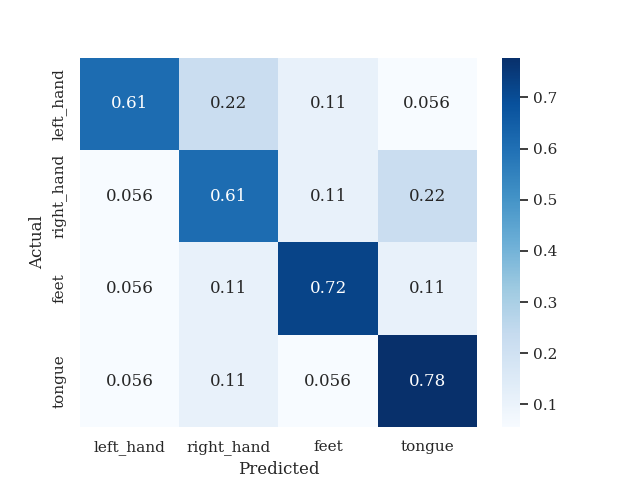 left_hand 0.61 0.22 0.11 0.056
right_hand 0.056 0.61 0.11 0.22
feet 0.056 0.11 0.72 0.11
tongue 0.056 0.11 0.056 0.78
Actual
left_hand right_hand feet tongue
Predicted
0.7
0.6
0.5
0.4
0.3
0.2
0.1